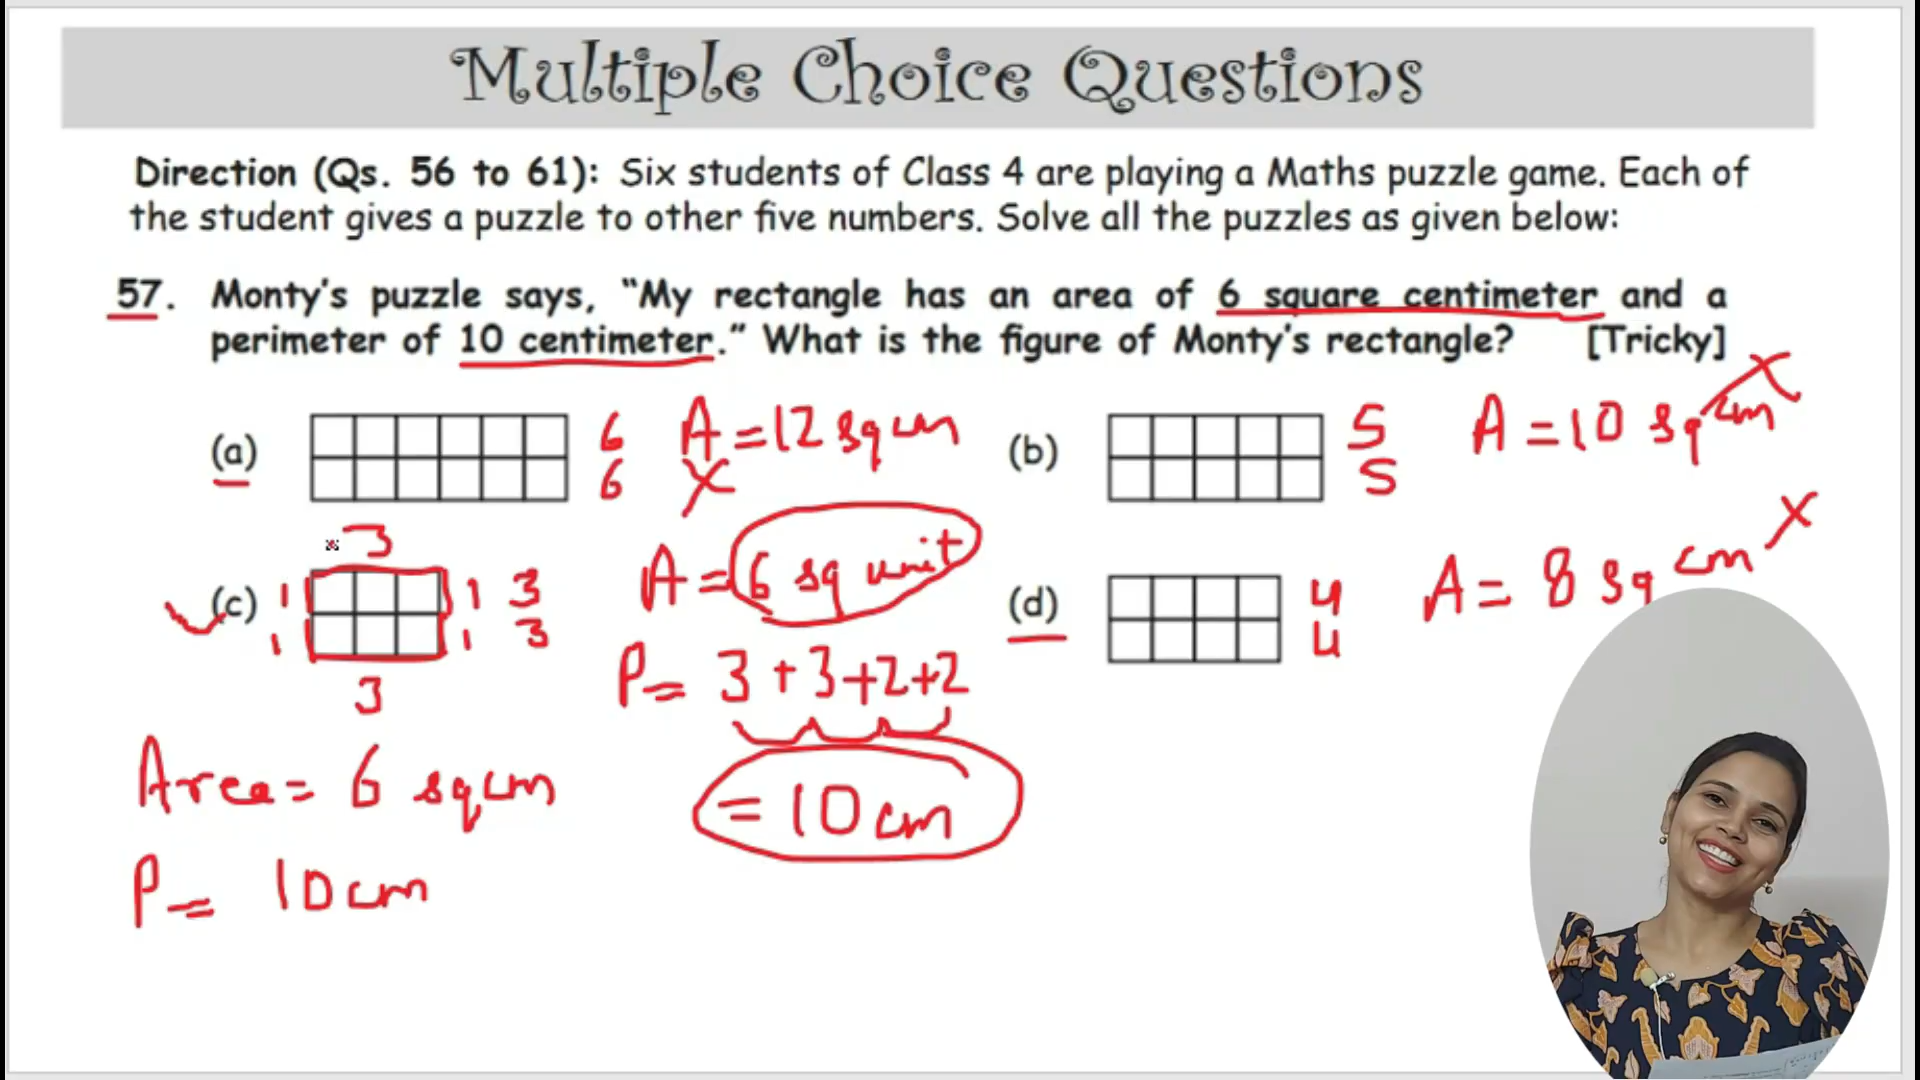 Multiple Choice Questions
Direction (Qs. 56 to 61): Six students of Class 4 are playing a Maths puzzle game. Each of
the student gives a puzzle to other five numbers. Solve all the puzzles as given below:
57. Monty's puzzle says, “My rectangle has an area of 6 square centimeter and a
perimeter of 10 centimeter.” What is the figure of Monty's rectangle? [Tricky]
(a) 6 A = 12 sq cm
6 X
(b) 5 A = 10 sq cm X
5
3
(c) 1 1 3 A = 6 sq unit
1 1 3
3
P = 3 + 3 + 2 + 2
= 10 cm
(d) 4 A = 8 sq cm X
4
Area = 6 sq cm
P = 10 cm